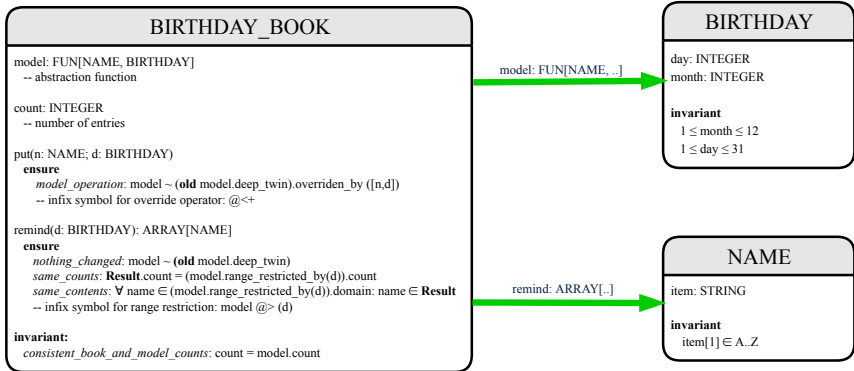 BIRTHDAY_BOOK
model: FUN[NAME, BIRTHDAY]
-- abstraction function
count: INTEGER
-- number of entries
put(n: NAME; d: BIRTHDAY)
ensure
model_operation: model ~ (old model.deep_twin).overriden_by ([n,d])
-- infix symbol for override operator: @<+
remind(d: BIRTHDAY): ARRAY[NAME]
ensure
nothing_changed: model ~ (old model.deep_twin)
same_counts: Result.count = (model.range_restricted_by(d)).count
same_contents: ∀ name ∈ (model.range_restricted_by(d)).domain: name ∈ Result
-- infix symbol for range restriction: model @> (d)
invariant:
consistent_book_and_model_counts: count = model.count
model: FUN[NAME, ..]
remind: ARRAY[..]
BIRTHDAY
day: INTEGER
month: INTEGER
invariant
1 ≤ month ≤ 12
1 ≤ day ≤ 31
NAME
item: STRING
invariant
item[1] ∈ A..Z